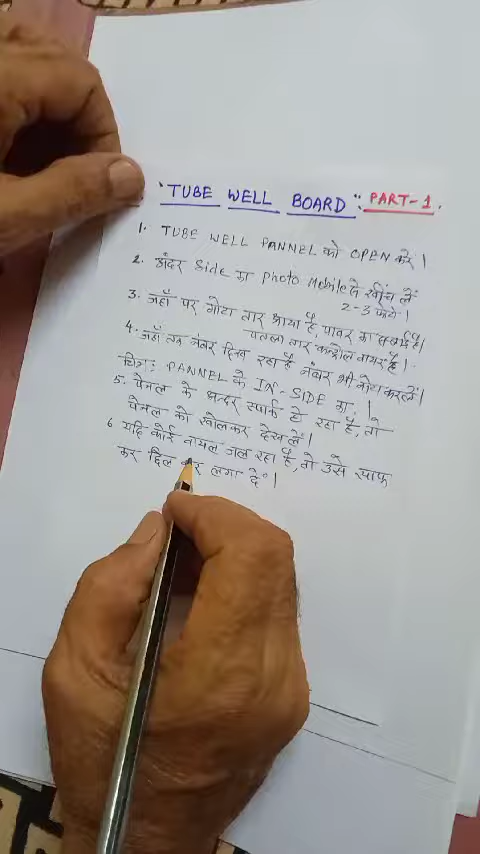 "TUBE WELL BOARD": PART-1.
1. TUBE WELL PANNEL को OPEN करें।
2. अंदर Side का Photo Mobile से खींच लें
2-3 फोटो।
3. जहाँ पर मोटा तार आया है पावर का सप्लाई है।
पतला तार कन्ट्रोल वायर है।
4. जहाँ तक नंबर दिख रहा है नंबर भी नोट करलें।
चित्र: PANNEL के IN-SIDE का।
5. पैनल के अन्दर स्पार्क हो रहा है, तो
पैनल को खोलकर देखलें।
6 यदि कोई वायल जल रहा है, तो उसे साफ
कर लगा दें।